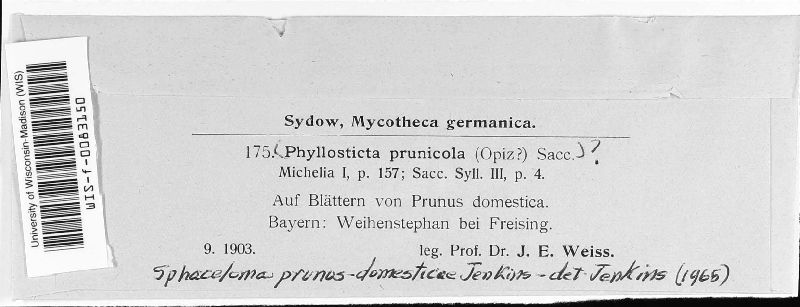 University of Wisconsin-Madison (WIS)
WIS-f-0083150
Sydow, Mycotheca germanica.
175. (Phyllosticta prunicola (Opiz?) Sacc.)?
Michelia I, p. 157; Sacc. Syll. III, p. 4.
Auf Blättern von Prunus domestica.
Bayern: Weihenstephan bei Freising.
9. 1903. leg. Prof. Dr. J. E. Weiss.
Sphaceloma prunus-domesticae Jenkins - det Jenkins (1965)